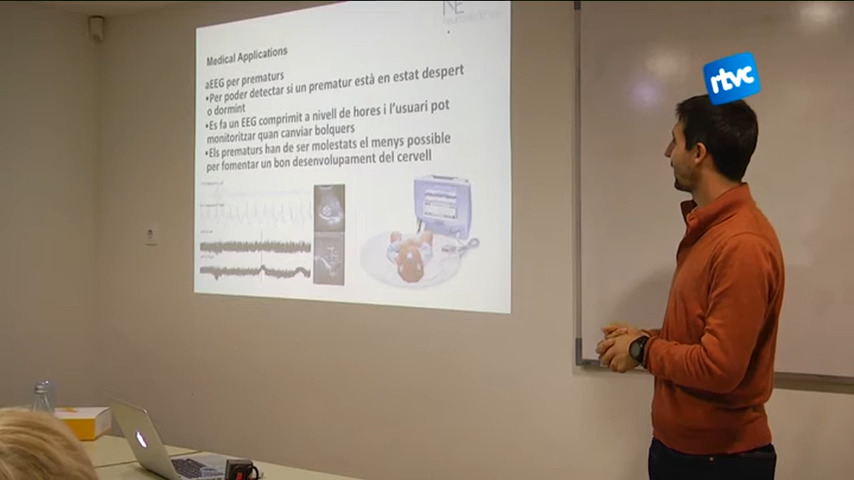 NE
Neuroelectrics
rtvc
Medical Applications
aEEG per prematurs
•Per poder detectar si un prematur està en estat despert
o dormint
•Es fa un EEG comprimit a nivell de hores i l'usuari pot
monitoritzar quan canviar bolquers
•Els prematurs han de ser molestats el menys possible
per fomentar un bon desenvolupament del cervell